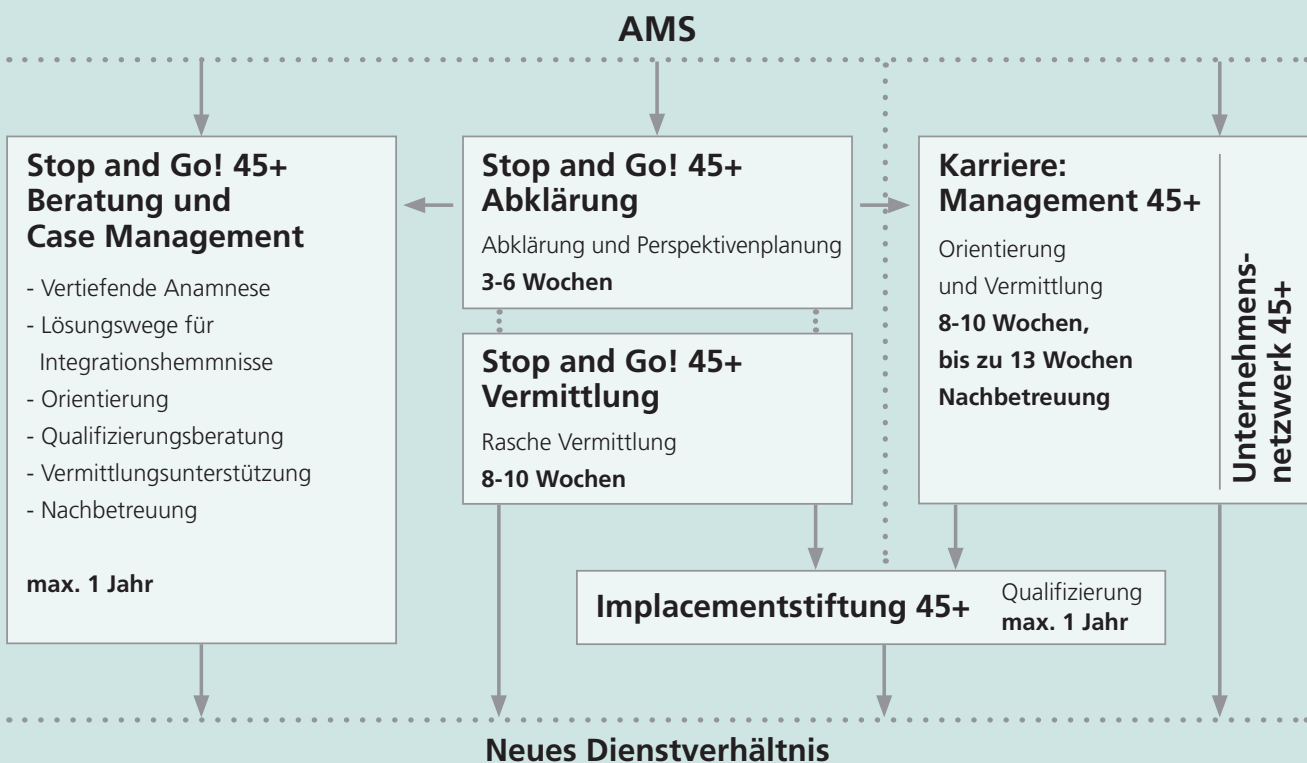 AMS
Stop and Go! 45+
Beratung und
Case Management
- Vertiefende Anamnese
- Lösungswege für
Integrationshemmnisse
- Orientierung
- Qualifizierungsberatung
- Vermittlungsunterstützung
- Nachbetreuung
max. 1 Jahr
Stop and Go! 45+
Abklärung
Abklärung und Perspektivenplanung
3-6 Wochen
Stop and Go! 45+
Vermittlung
Rasche Vermittlung
8-10 Wochen
Karriere:
Management 45+
Orientierung
und Vermittlung
8-10 Wochen,
bis zu 13 Wochen
Nachbetreuung
Unternehmens-
netzwerk 45+
Implacementstiftung 45+
Qualifizierung
max. 1 Jahr
Neues Dienstverhältnis